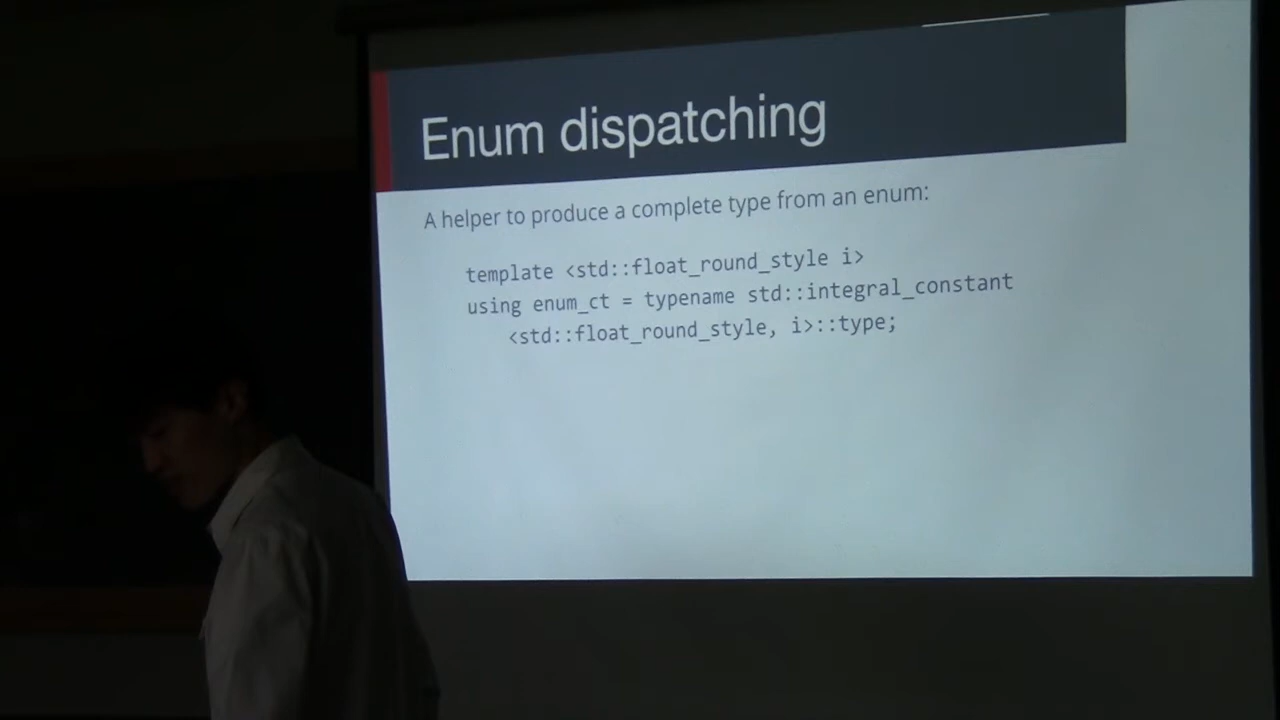 Enum dispatching
A helper to produce a complete type from an enum:
template <std::float_round_style i>
using enum_ct = typename std::integral_constant
<std::float_round_style, i>::type;